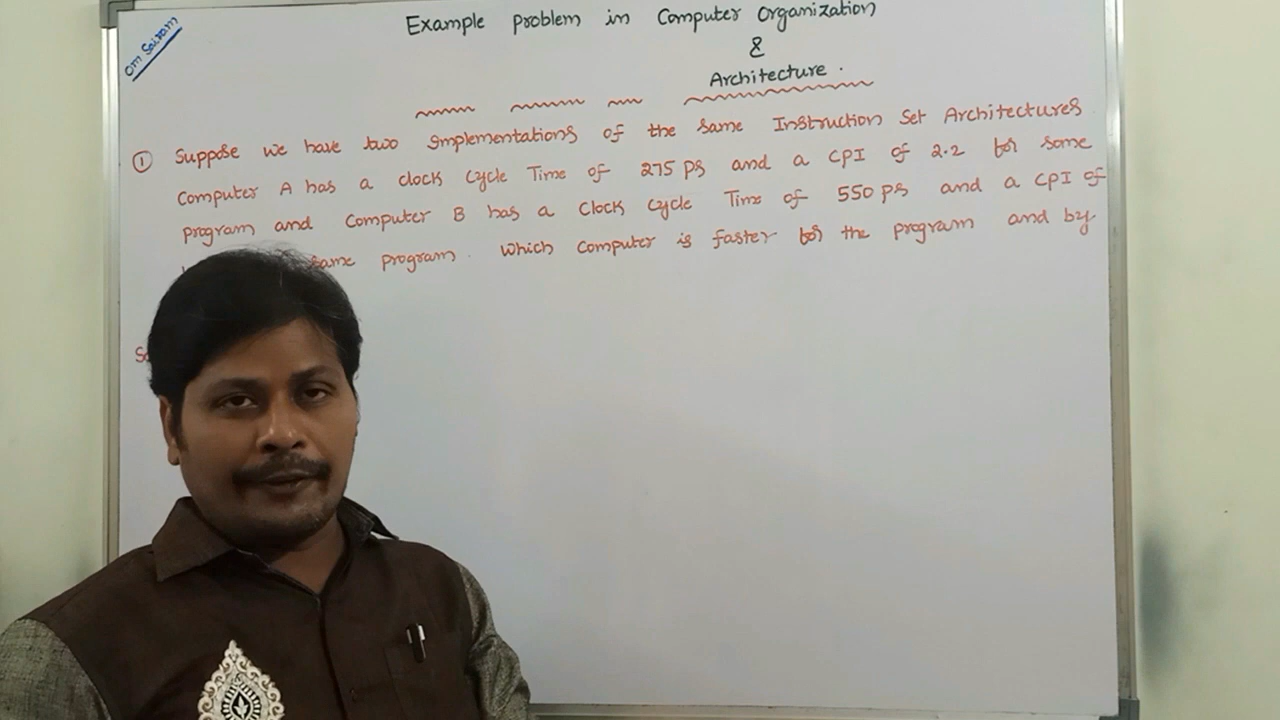 Om Sairam
Example Problem in Computer Organization
&
Architecture.
① Suppose we have two Implementations of the same Instruction Set Architectures
Computer A has a clock cycle Time of 275 ps and a CPI of 2.2 for some
program and Computer B has a Clock Cycle Time of 550 ps and a CPI of
same program. Which Computer is faster for the program and by